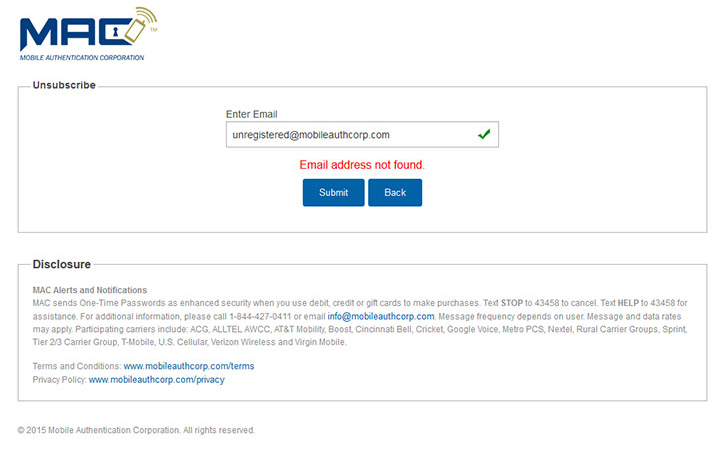 MAC TM
MOBILE AUTHENTICATION CORPORATION
Unsubscribe
Enter Email
unregistered@mobileauthcorp.com
Email address not found.
Submit Back
Disclosure
MAC Alerts and Notifications
MAC sends One-Time Passwords as enhanced security when you use debit, credit or gift cards to make purchases. Text STOP to 43458 to cancel. Text HELP to 43458 for
assistance. For additional information, please call 1-844-427-0411 or email info@mobileauthcorp.com. Message frequency depends on user. Message and data rates
may apply. Participating carriers include: ACG, ALLTEL AWCC, AT&T Mobility, Boost, Cincinnati Bell, Cricket, Google Voice, Metro PCS, Nextel, Rural Carrier Groups, Sprint,
Tier 2/3 Carrier Group, T-Mobile, U.S. Cellular, Verizon Wireless and Virgin Mobile.
Terms and Conditions: www.mobileauthcorp.com/terms
Privacy Policy: www.mobileauthcorp.com/privacy
© 2015 Mobile Authentication Corporation. All rights reserved.